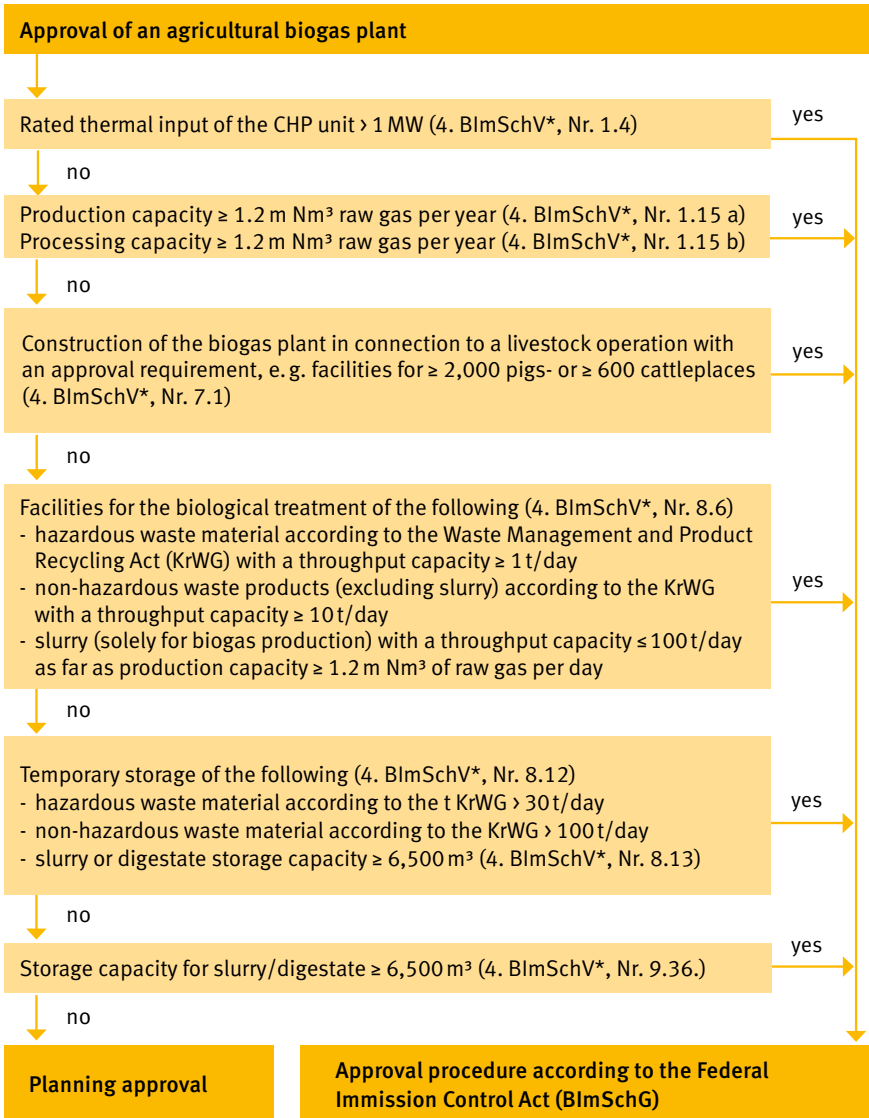 Approval of an agricultural biogas plant
Rated thermal input of the CHP unit > 1 MW (4. BImSchV*, Nr. 1.4)
yes
no
Production capacity ≥ 1.2 m Nm³ raw gas per year (4. BImSchV*, Nr. 1.15 a)
Processing capacity ≥ 1.2 m Nm³ raw gas per year (4. BImSchV*, Nr. 1.15 b)
yes
no
Construction of the biogas plant in connection to a livestock operation with
an approval requirement, e. g. facilities for ≥ 2,000 pigs- or ≥ 600 cattleplaces
(4. BImSchV*, Nr. 7.1)
yes
no
Facilities for the biological treatment of the following (4. BImSchV*, Nr. 8.6)
- hazardous waste material according to the Waste Management and Product
Recycling Act (KrWG) with a throughput capacity ≥ 1 t/day
- non-hazardous waste products (excluding slurry) according to the KrWG
with a throughput capacity ≥ 10 t/day
- slurry (solely for biogas production) with a throughput capacity ≤ 100 t/day
as far as production capacity ≥ 1.2 m Nm³ of raw gas per day
yes
no
Temporary storage of the following (4. BImSchV*, Nr. 8.12)
- hazardous waste material according to the t KrWG > 30 t/day
- non-hazardous waste material according to the KrWG > 100 t/day
- slurry or digestate storage capacity ≥ 6,500 m³ (4. BImSchV*, Nr. 8.13)
yes
no
Storage capacity for slurry/digestate ≥ 6,500 m³ (4. BImSchV*, Nr. 9.36.)
yes
no
Planning approval
Approval procedure according to the Federal
Immission Control Act (BImSchG)